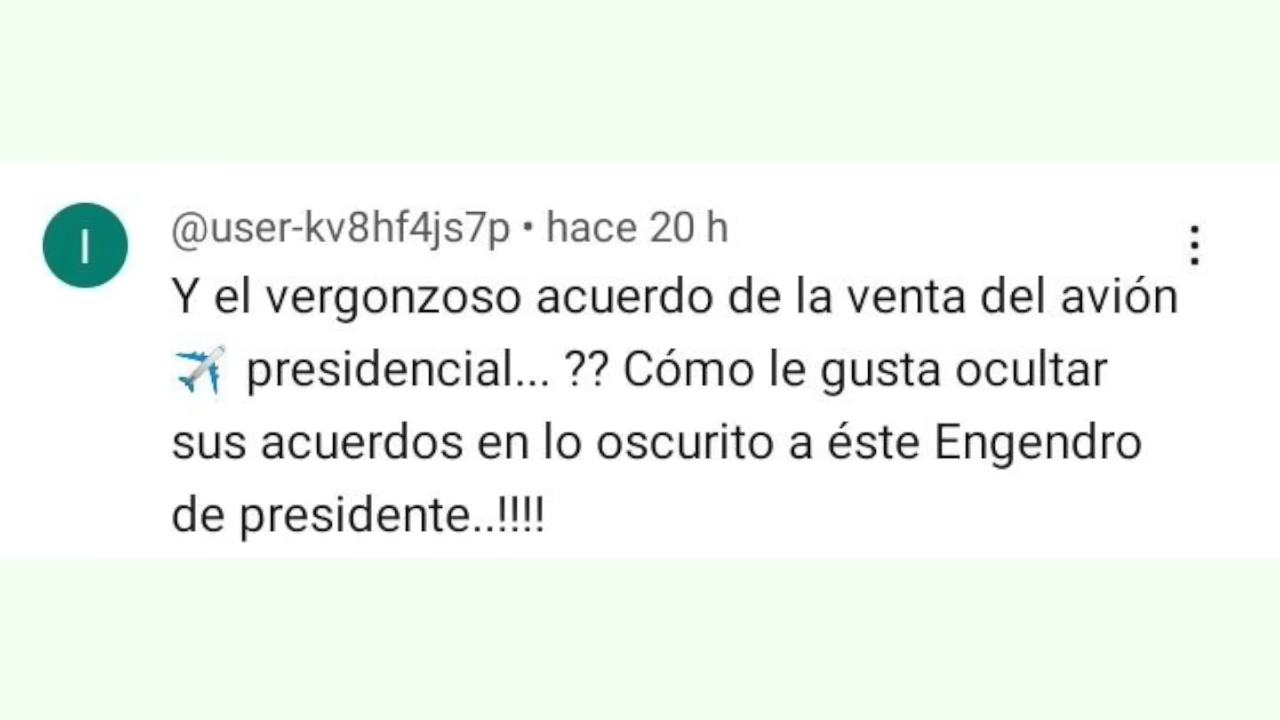 I
@user-kv8hf4js7p • hace 20 h
Y el vergonzoso acuerdo de la venta del avión
✈️ presidencial... ?? Cómo le gusta ocultar
sus acuerdos en lo oscurito a éste Engendro
de presidente..!!!!